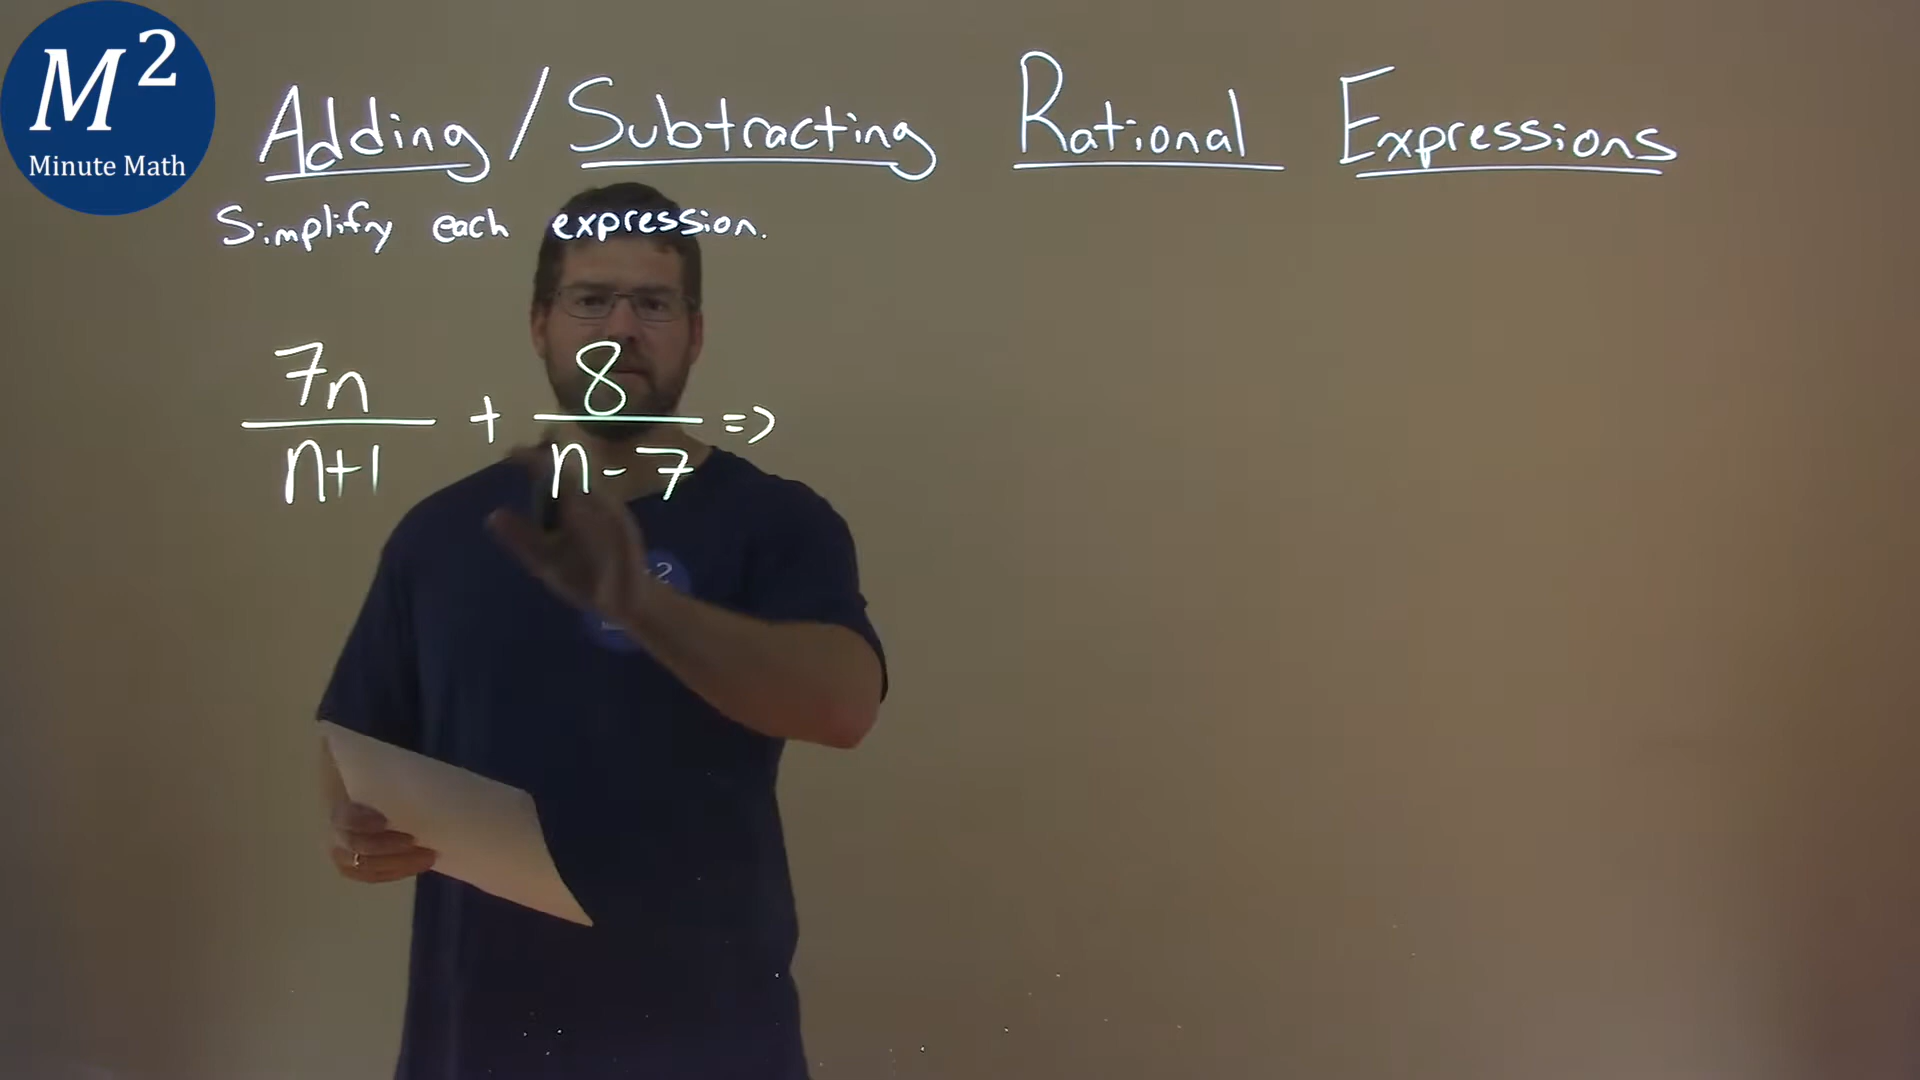 M²
Minute Math
Adding / Subtracting Rational Expressions
Simplify each expression.
7n/n+1 + 8/n-7 =>